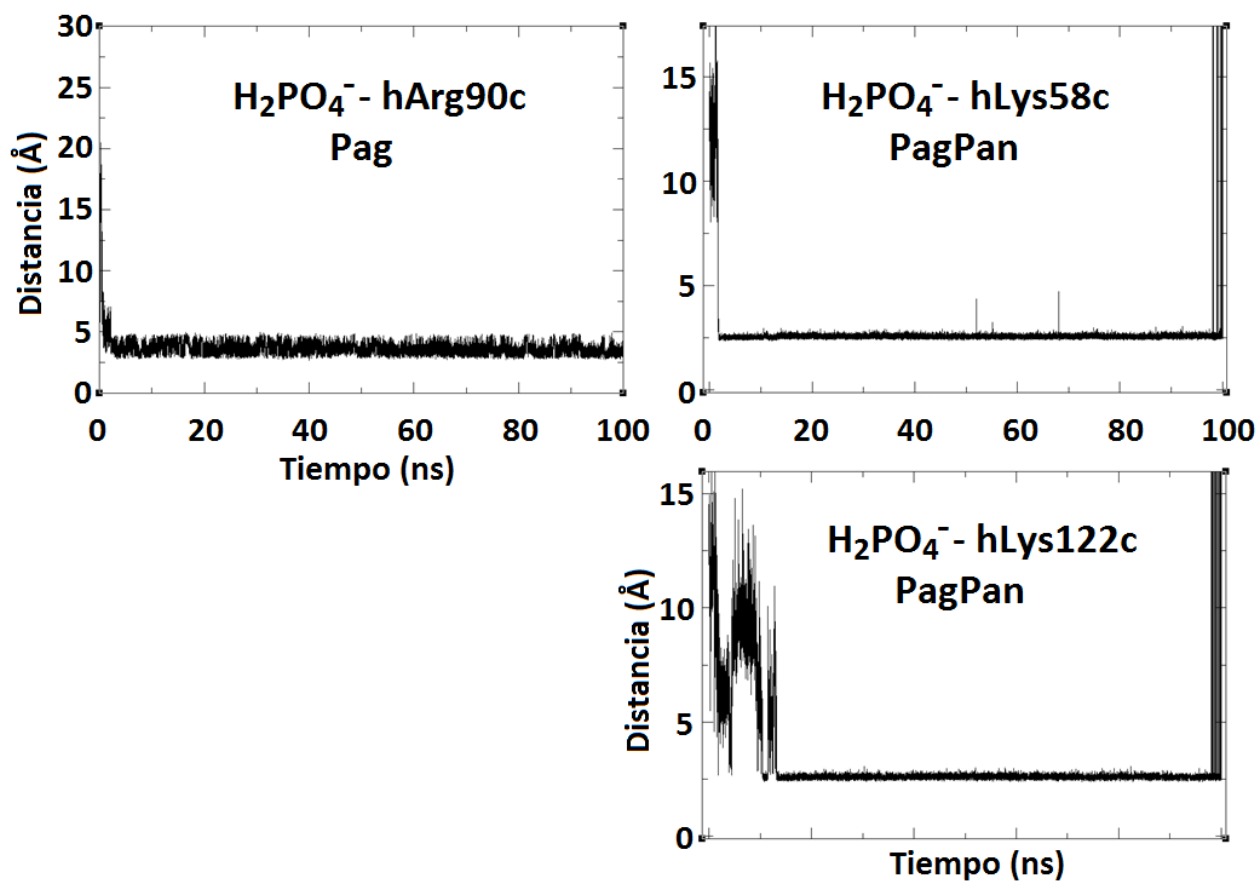 30
25
20
15
10
5
0
Distancia (Å)
H₂PO₄⁻- hArg90c
Pag
0 20 40 60 80 100
Tiempo (ns)
15
10
5
0
H₂PO₄⁻- hLys58c
PagPan
0 20 40 60 80 100
15
10
5
0
Distancia (Å)
H₂PO₄⁻- hLys122c
PagPan
Tiempo (ns)